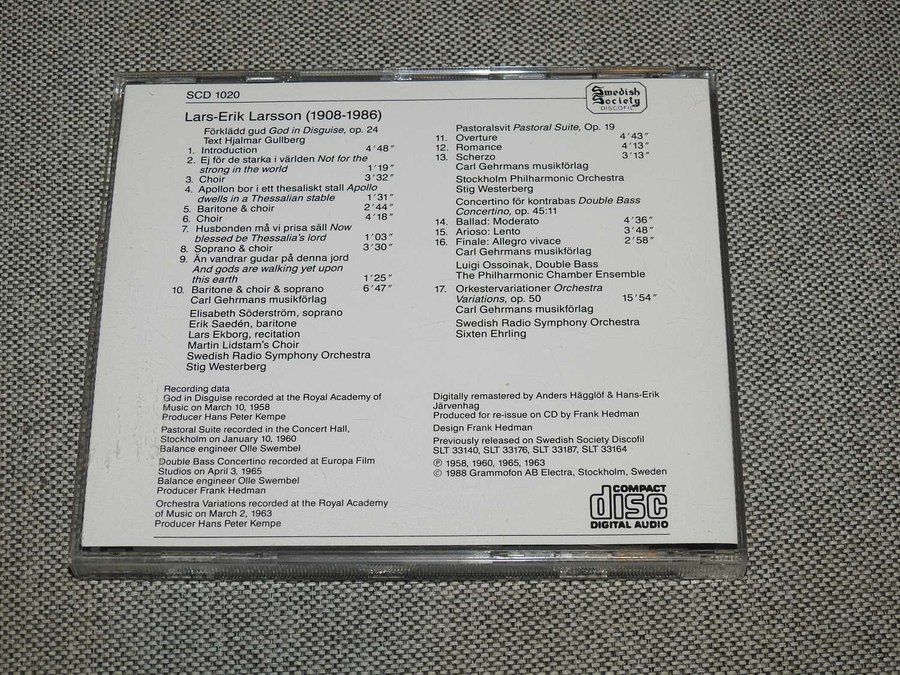 SCD 1020
Swedish
Society
DISCOFIL
Lars-Erik Larsson (1908-1986)
Förklädd gud God in Disguise, op. 24
Text Hjalmar Gullberg
1. Introduction 4′48″
2. Ej för de starka i världen Not for the
strong in the world 1′19″
3. Choir 3′32″
4. Apollon bor i ett thesaliskt stall Apollo
dwells in a Thessalian stable 1′31″
5. Baritone & choir 2′44″
6. Choir 4′18″
7. Husbonden må vi prisa säll Now
blessed be Thessalia's lord 1′03″
8. Soprano & choir 3′30″
9. Än vandrar gudar på denna jord
And gods are walking yet upon
this earth 1′25″
10. Baritone & choir & soprano 6′47″
Carl Gehrmans musikförlag
Elisabeth Söderström, soprano
Erik Saedén, baritone
Lars Ekborg, recitation
Martin Lidstam's Choir
Swedish Radio Symphony Orchestra
Stig Westerberg
Pastoralsvit Pastoral Suite, Op. 19
11. Overture 4′43″
12. Romance 4′13″
13. Scherzo 3′13″
Carl Gehrmans musikförlag
Stockholm Philharmonic Orchestra
Stig Westerberg
Concertino för kontrabas Double Bass
Concertino, op. 45:11
14. Ballad: Moderato 4′36″
15. Arioso: Lento 3′48″
16. Finale: Allegro vivace 2′58″
Carl Gehrmans musikförlag
Luigi Ossoinak, Double Bass
The Philharmonic Chamber Ensemble
17. Orkestervariationer Orchestra
Variations, op. 50 15′54″
Carl Gehrmans musikförlag
Swedish Radio Symphony Orchestra
Sixten Ehrling
Recording data
God in Disguise recorded at the Royal Academy of
Music on March 10, 1958
Producer Hans Peter Kempe
Pastoral Suite recorded in the Concert Hall,
Stockholm on January 10, 1960
Balance engineer Olle Swembel
Double Bass Concertino recorded at Europa Film
Studios on April 3, 1965
Balance engineer Olle Swembel
Producer Frank Hedman
Orchestra Variations recorded at the Royal Academy
of Music on March 2, 1963
Producer Hans Peter Kempe
Digitally remastered by Anders Hägglöf & Hans-Erik
Järvenhag
Produced for re-issue on CD by Frank Hedman
Design Frank Hedman
Previously released on Swedish Society Discofil
SLT 33140, SLT 33176, SLT 33187, SLT 33164
℗ 1958, 1960, 1965, 1963
© 1988 Grammofon AB Electra, Stockholm, Sweden
COMPACT
disc
DIGITAL AUDIO